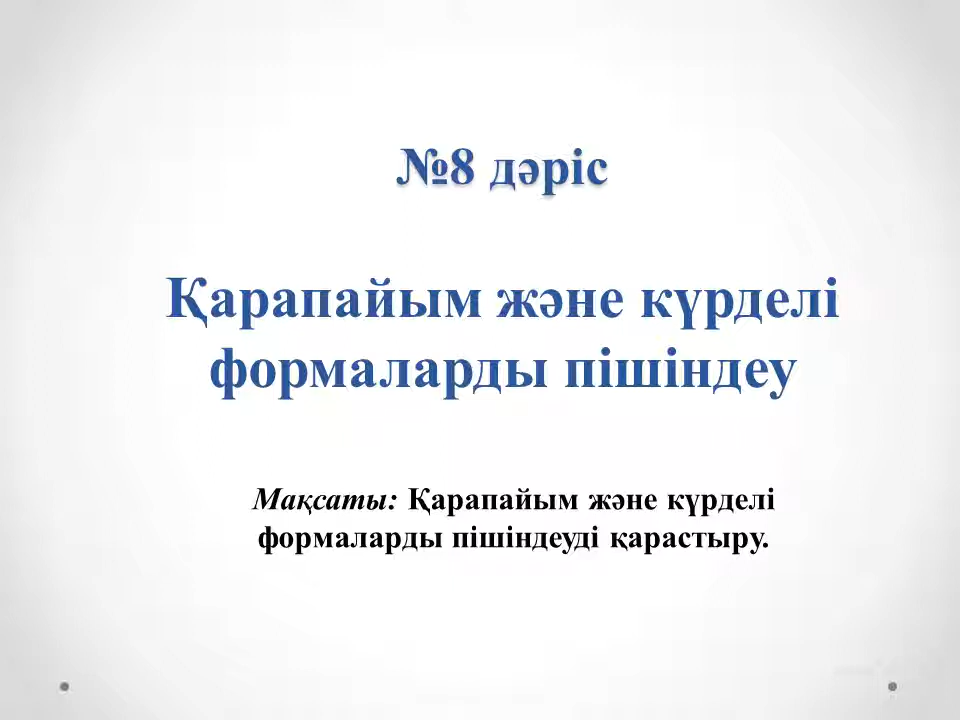 №8 дәріс
Қарапайым және күрделі
формаларды пішіндеу
Мақсаты: Қарапайым және күрделі
формаларды пішіндеуді қарастыру.